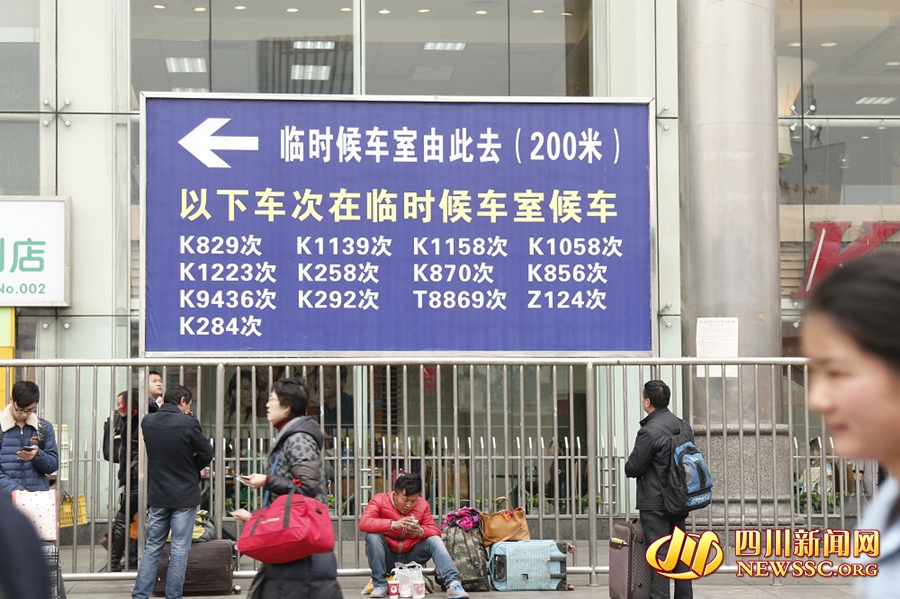 临时候车室由此去（200米）
以下车次在临时候车室候车
K829次 K1139次 K1158次 K1058次
K1223次 K258次 K870次 K856次
K9436次 K292次 T8869次 Z124次
K284次
店
No.002
K
四川新闻网
NEWSSC.ORG